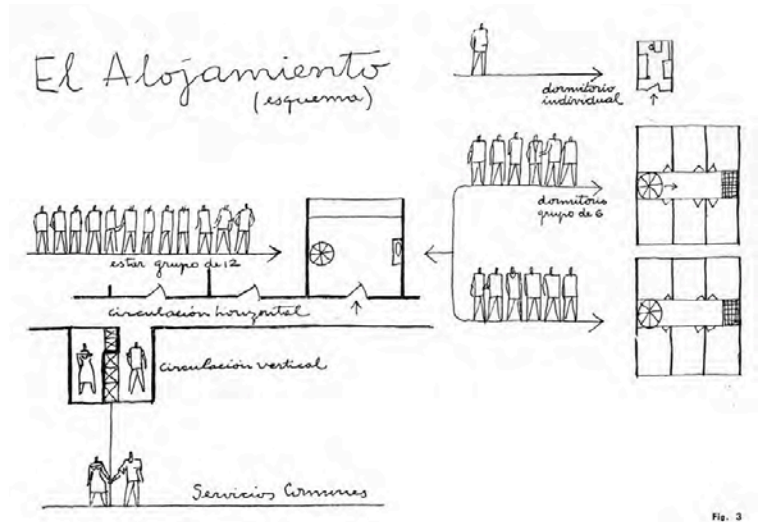 El Alojamiento
(esquema)
dormitorio
individual
dormitorio
grupo de 6
estar grupo de 12
circulación horizontal
circulación vertical
Servicios Comunes
Fig. 3